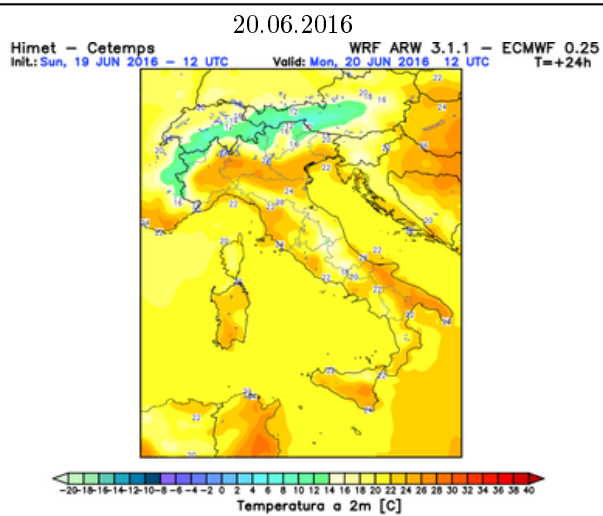 20.06.2016
Himet – Cetemps WRF ARW 3.1.1 – ECMWF 0.25
Init.: Sun, 19 JUN 2016 – 12 UTC Valid: Mon, 20 JUN 2016 12 UTC T=+24h
-20-18-16-14-12-10-8 -6 -4 -2 0 2 4 6 8 10 12 14 16 18 20 22 24 26 28 30 32 34 36 38 40
Temperatura a 2m [C]